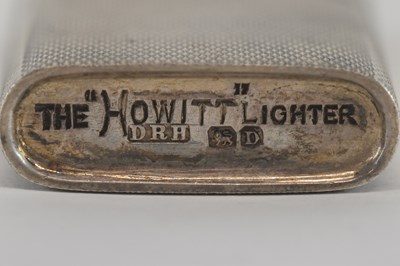 THE "HOWITT" LIGHTER
DRH D